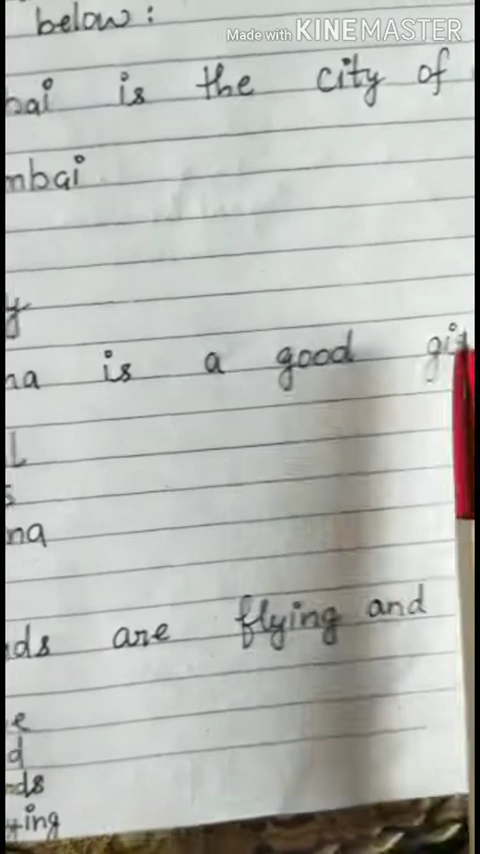 below:
Made with KINEMASTER
bai is the city of
mbai
y
na is a good gi
l
s
na
ds are flying and
e
d
ds
ting